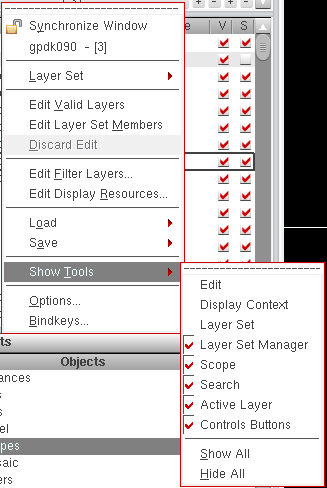 e V S
Synchronize Window
gpdk090 - [3]
Layer Set
Edit Valid Layers
Edit Layer Set Members
Discard Edit
Edit Filter Layers...
Edit Display Resources...
Load
Save
Show Tools
Options...
Bindkeys...
Edit
Display Context
Layer Set
Layer Set Manager
Scope
Search
Active Layer
Controls Buttons
Show All
Hide All
ts
Objects
ances
s
el
pes
saic
ers